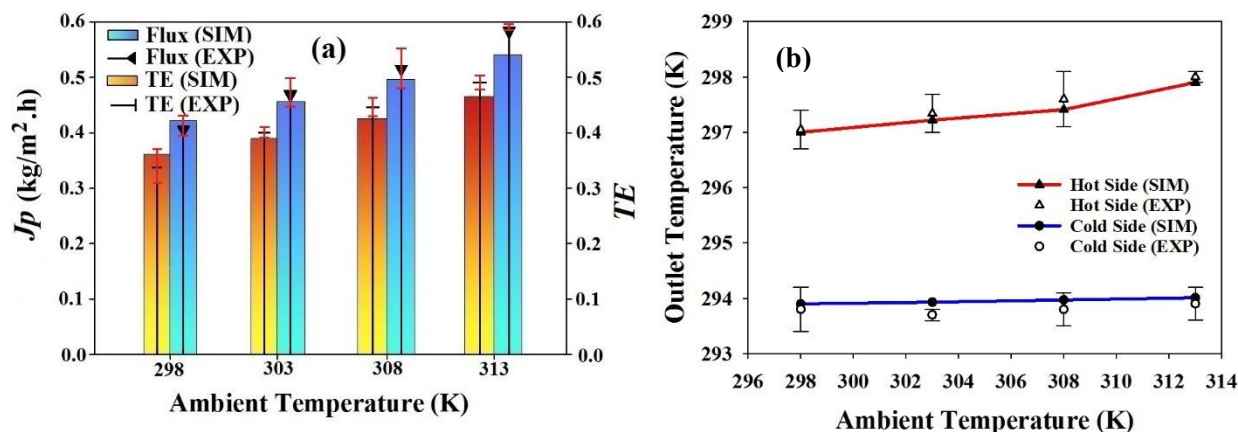 (a)
Flux (SIM)
Flux (EXP)
TE (SIM)
TE (EXP)
Jp (kg/m².h)
0.6
0.5
0.4
0.3
0.2
0.1
0.0
TE
0.6
0.5
0.4
0.3
0.2
0.1
0.0
298 303 308 313
Ambient Temperature (K)
(b)
Outlet Temperature (K)
299
298
297
296
295
294
293
Hot Side (SIM)
Hot Side (EXP)
Cold Side (SIM)
Cold Side (EXP)
296 298 300 302 304 306 308 310 312 314
Ambient Temperature (K)